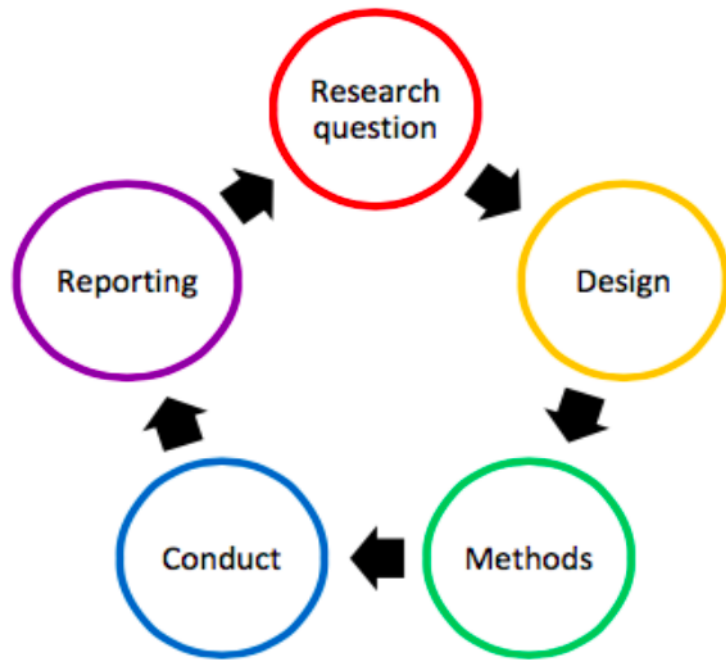 Research
question
Design
Methods
Conduct
Reporting